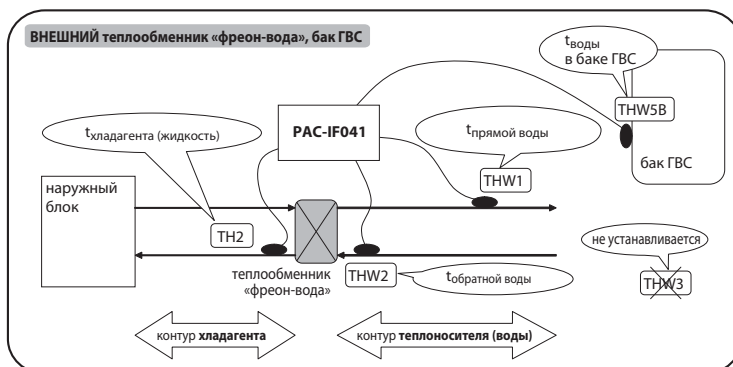 ВНЕШНИЙ теплообменник «фреон-вода», бак ГВС
tводы
в баке ГВС
THW5B
PAC-IF041
tхладагента (жидкость)
tпрямой воды
THW1
бак ГВС
наружный
блок
TH2
не устанавливается
THW3
теплообменник
«фреон-вода»
THW2
tобратной воды
контур хладагента
контур теплоносителя (воды)